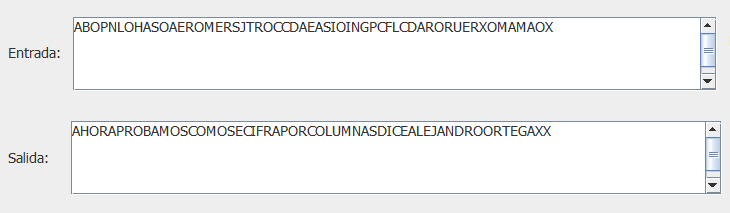 Entrada:
ABOPNLOHASOAEROMERSJTROCCDAEASIOINGPCFLCDARORUERXOMAMAOX
Salida:
AHORAPROBAMOSCOMOSECIFRAPORCOLUMNASDICEALEJANDROORTEGAXX